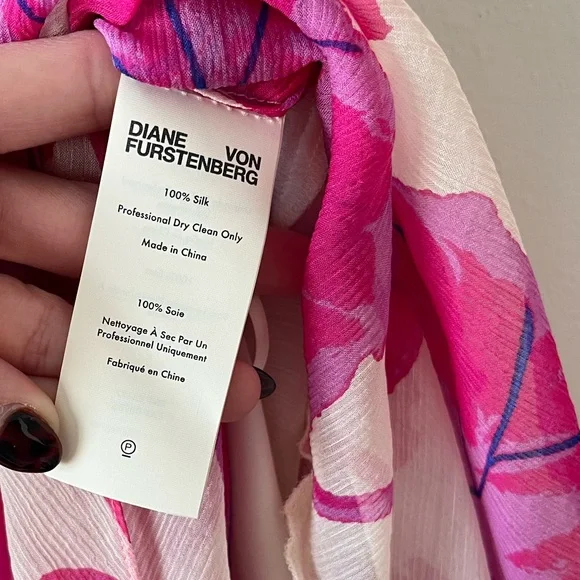 DIANE VON
FURSTENBERG
100% Silk
Professional Dry Clean Only
Made in China
100% Soie
Nettoyage À Sec Par Un
Professionnel Uniquement
Fabriqué en Chine
P